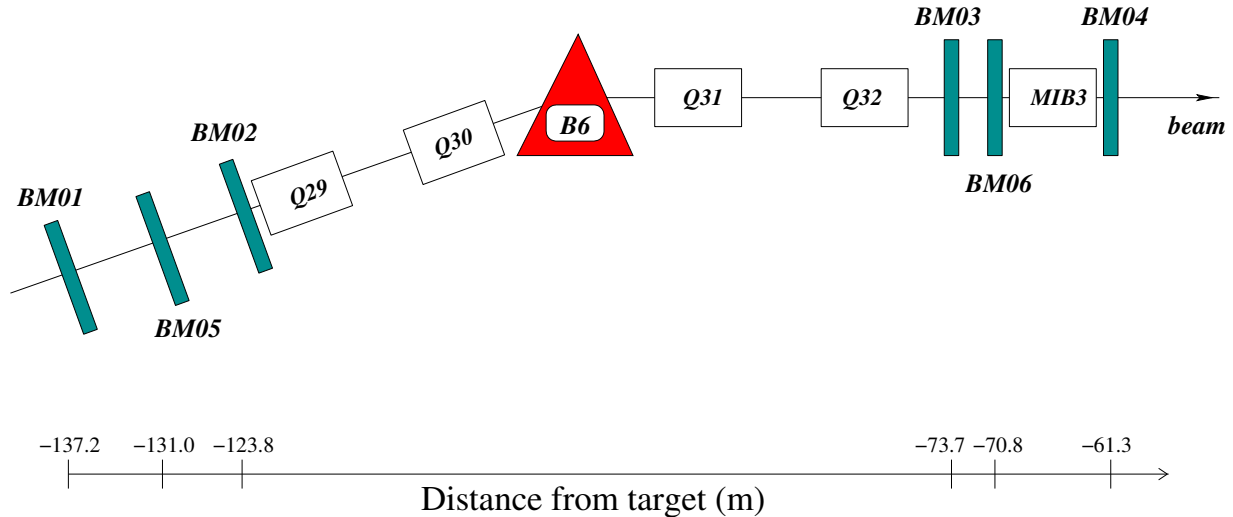 BM03
BM04
BM02
Q31
Q32
MIB3
B6
beam
Q30
BM06
Q29
BM01
BM05
−137.2
−131.0
−123.8
−73.7
−70.8
−61.3
Distance from target (m)